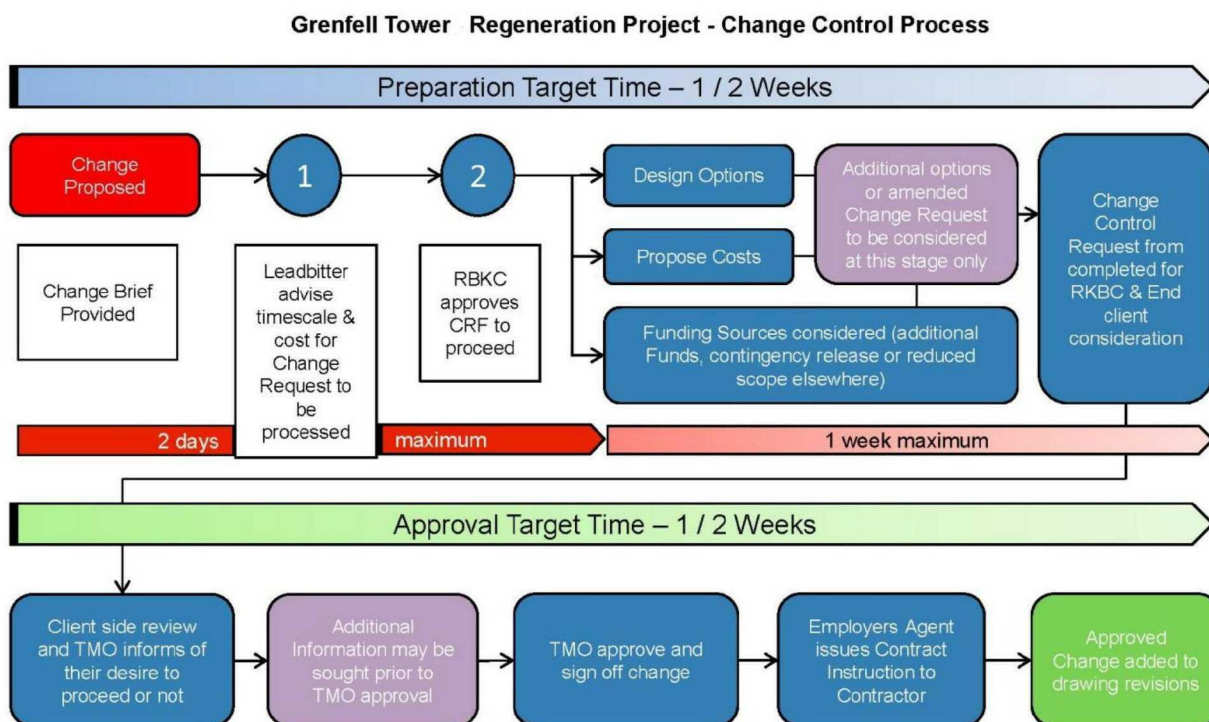 Grenfell Tower Regeneration Project - Change Control Process
Preparation Target Time – 1 / 2 Weeks
Change
Proposed
1
2
Design Options
Propose Costs
Additional options
or amended
Change Request
to be considered
at this stage only
Change
Control
Request from
completed for
RKBC & End
client
consideration
Change Brief
Provided
Leadbitter
advise
timescale &
cost for
Change
Request to
be
processed
RBKC
approves
CRF to
proceed
Funding Sources considered (additional
Funds, contingency release or reduced
scope elsewhere)
2 days
maximum
1 week maximum
Approval Target Time – 1 / 2 Weeks
Client side review
and TMO informs of
their desire to
proceed or not
Additional
Information may be
sought prior to
TMO approval
TMO approve and
sign off change
Employers Agent
issues Contract
Instruction to
Contractor
Approved
Change added to
drawing revisions